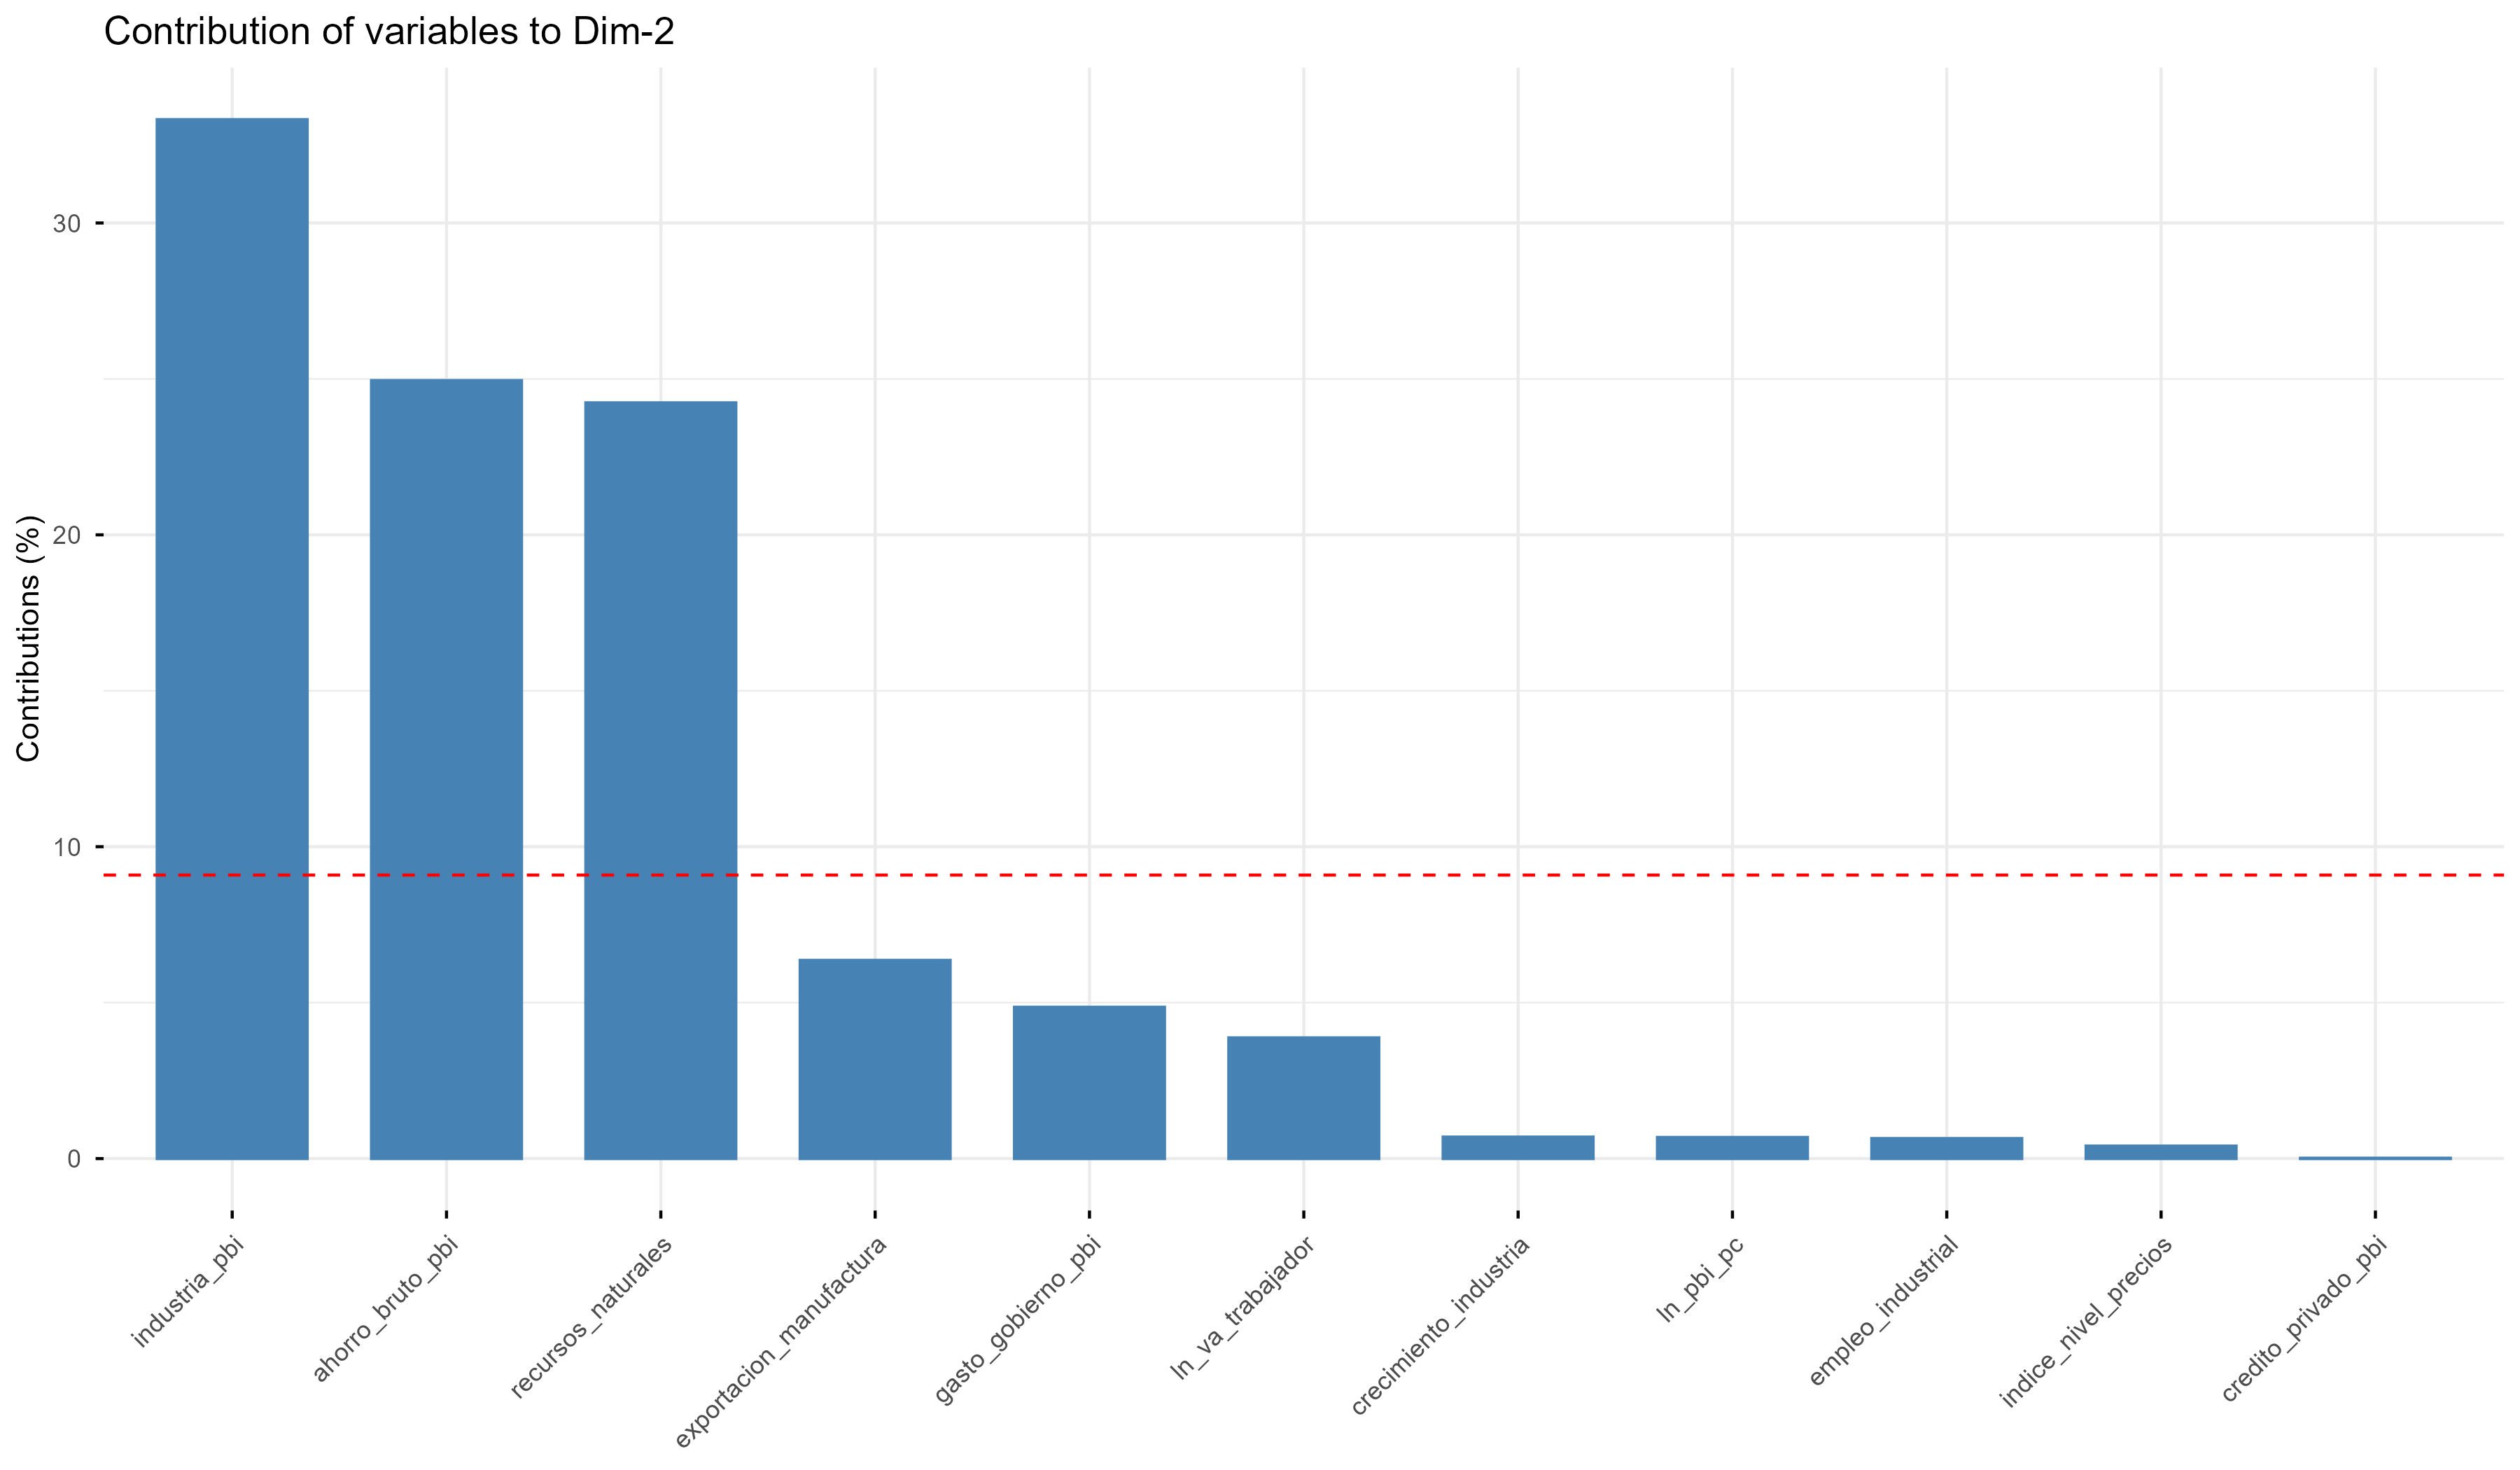 Contribution of variables to Dim-2
Contributions (%)
30
20
10
0
industria_pbi
ahorro_bruto_pbi
recursos_naturales
exportacion_manufactura
gasto_gobierno_pbi
ln_va_trabajador
crecimiento_industria
ln_pbi_pc
empleo_industrial
indice_nivel_precios
credito_privado_pbi